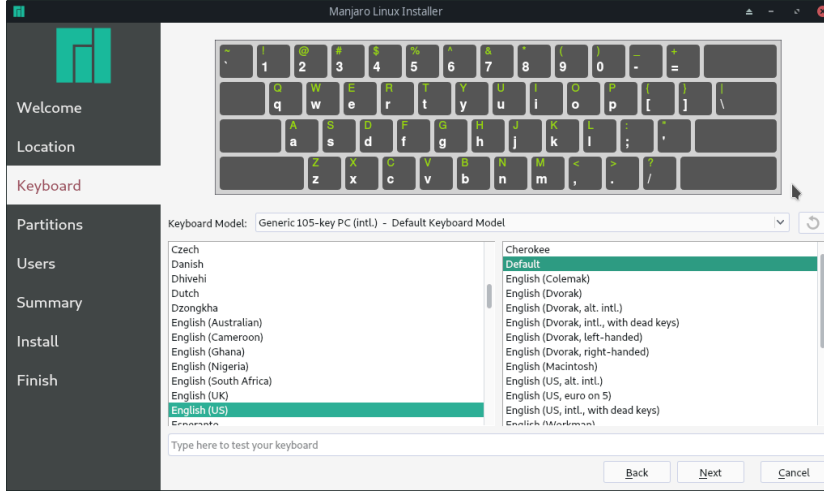 Manjaro Linux Installer
Welcome
Location
Keyboard
Partitions
Users
Summary
Install
Finish
~ ! @ # $ % ^ & * ( ) _ +
` 1 2 3 4 5 6 7 8 9 0 - =
Q W E R T Y U I O P { } |
q w e r t y u i o p [ ] \
A S D F G H J K L : "
a s d f g h j k l ; '
Z X C V B N M < > ?
z x c v b n m , . /
Keyboard Model: Generic 105-key PC (intl.) - Default Keyboard Model
Czech
Danish
Dhivehi
Dutch
Dzongkha
English (Australian)
English (Cameroon)
English (Ghana)
English (Nigeria)
English (South Africa)
English (UK)
English (US)
Esperanto
Cherokee
Default
English (Colemak)
English (Dvorak)
English (Dvorak, alt. intl.)
English (Dvorak, intl., with dead keys)
English (Dvorak, left-handed)
English (Dvorak, right-handed)
English (Macintosh)
English (US, alt. intl.)
English (US, euro on 5)
English (US, intl., with dead keys)
English (Workman)
Type here to test your keyboard
Back
Next
Cancel